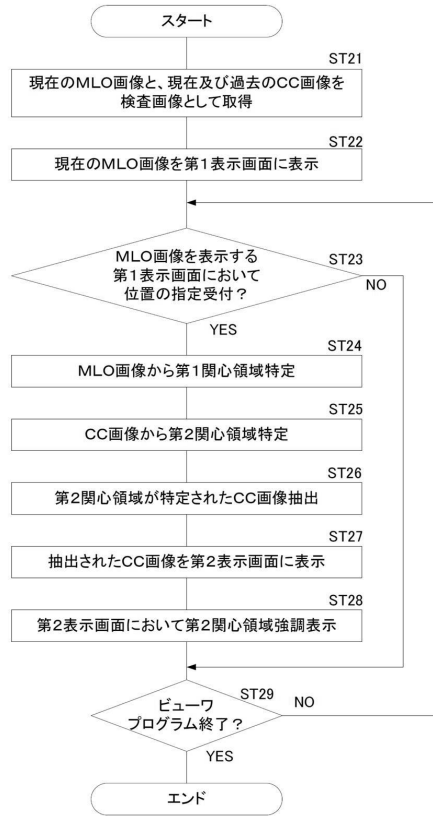 スタート
ST21
現在のMLO画像と、現在及び過去のCC画像を
検査画像として取得
ST22
現在のMLO画像を第1表示画面に表示
ST23
MLO画像を表示する
第1表示画面において
位置の指定受付？
NO
YES
ST24
MLO画像から第1関心領域特定
ST25
CC画像から第2関心領域特定
ST26
第2関心領域が特定されたCC画像抽出
ST27
抽出されたCC画像を第2表示画面に表示
ST28
第2表示画面において第2関心領域強調表示
ST29
ビューワ
プログラム終了？
NO
YES
エンド